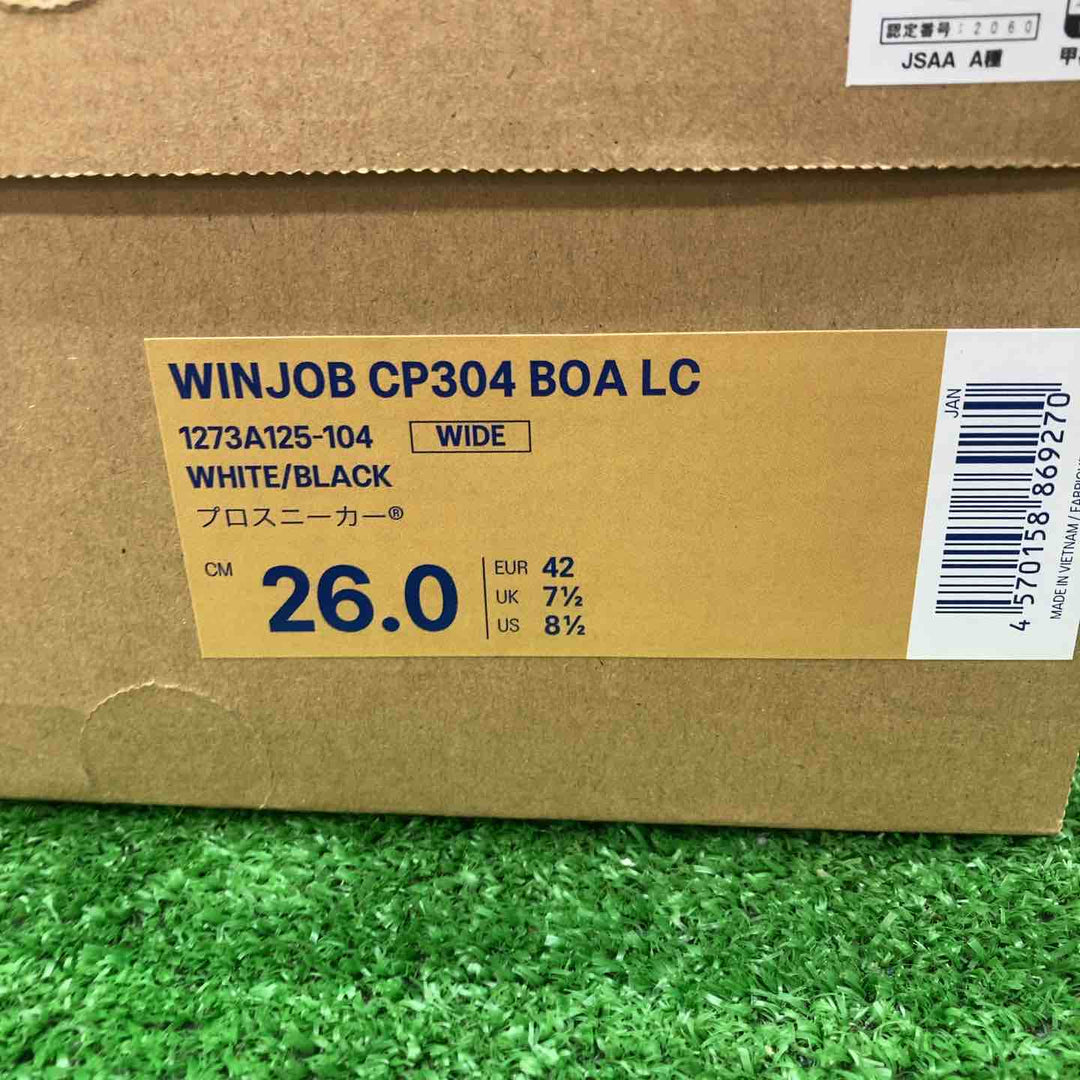 認定番号:2060
JSAA A種
甲
WINJOB CP304 BOA LC
1273A125-104 WIDE
WHITE/BLACK
プロスニーカー®
CM 26.0
EUR 42
UK 7½
US 8½
JAN
4 570158 869270
MADE IN VIETNAM / FABRIQU